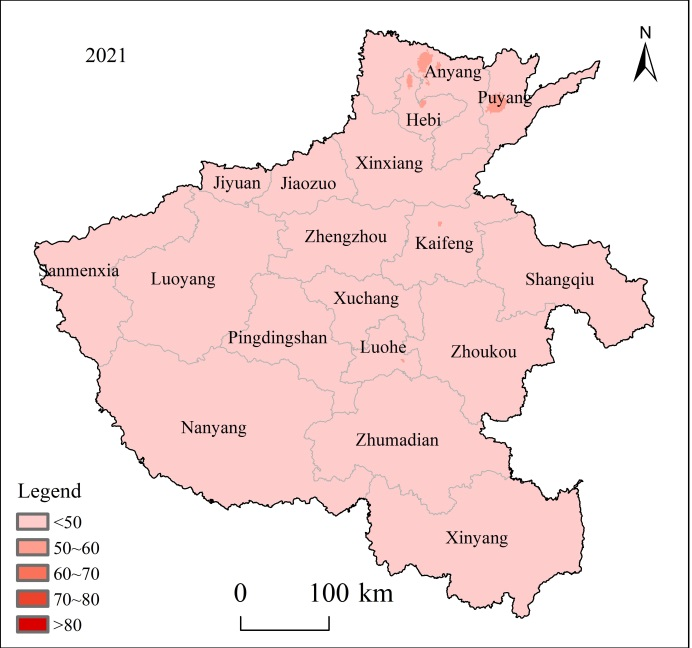 N
2021
Anyang
Puyang
Hebi
Xinxiang
Jiyuan
Jiaozuo
Zhengzhou
Kaifeng
Sanmenxia
Luoyang
Shangqiu
Xuchang
Pingdingshan
Luohe
Zhoukou
Nanyang
Zhumadian
Xinyang
Legend
<50
50~60
60~70
70~80
>80
0 100 km